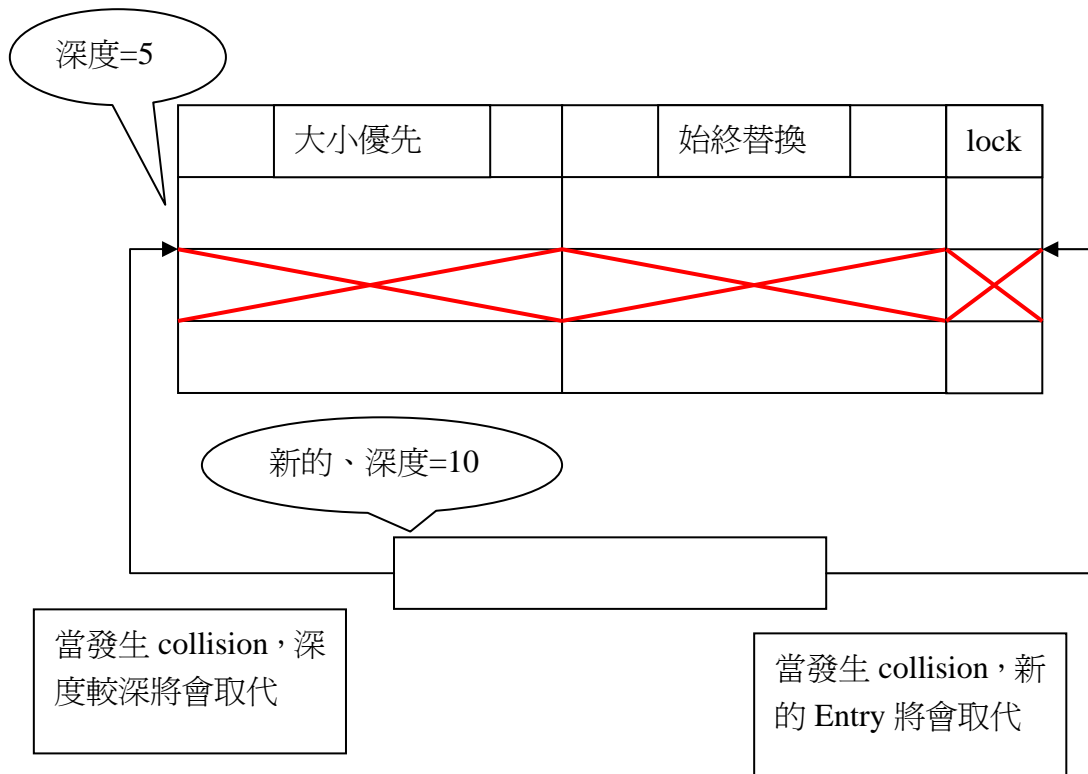 深度=5
大小優先
始終替換
lock
新的、深度=10
當發生 collision，深
度較深將會取代
當發生 collision，新
的 Entry 將會取代